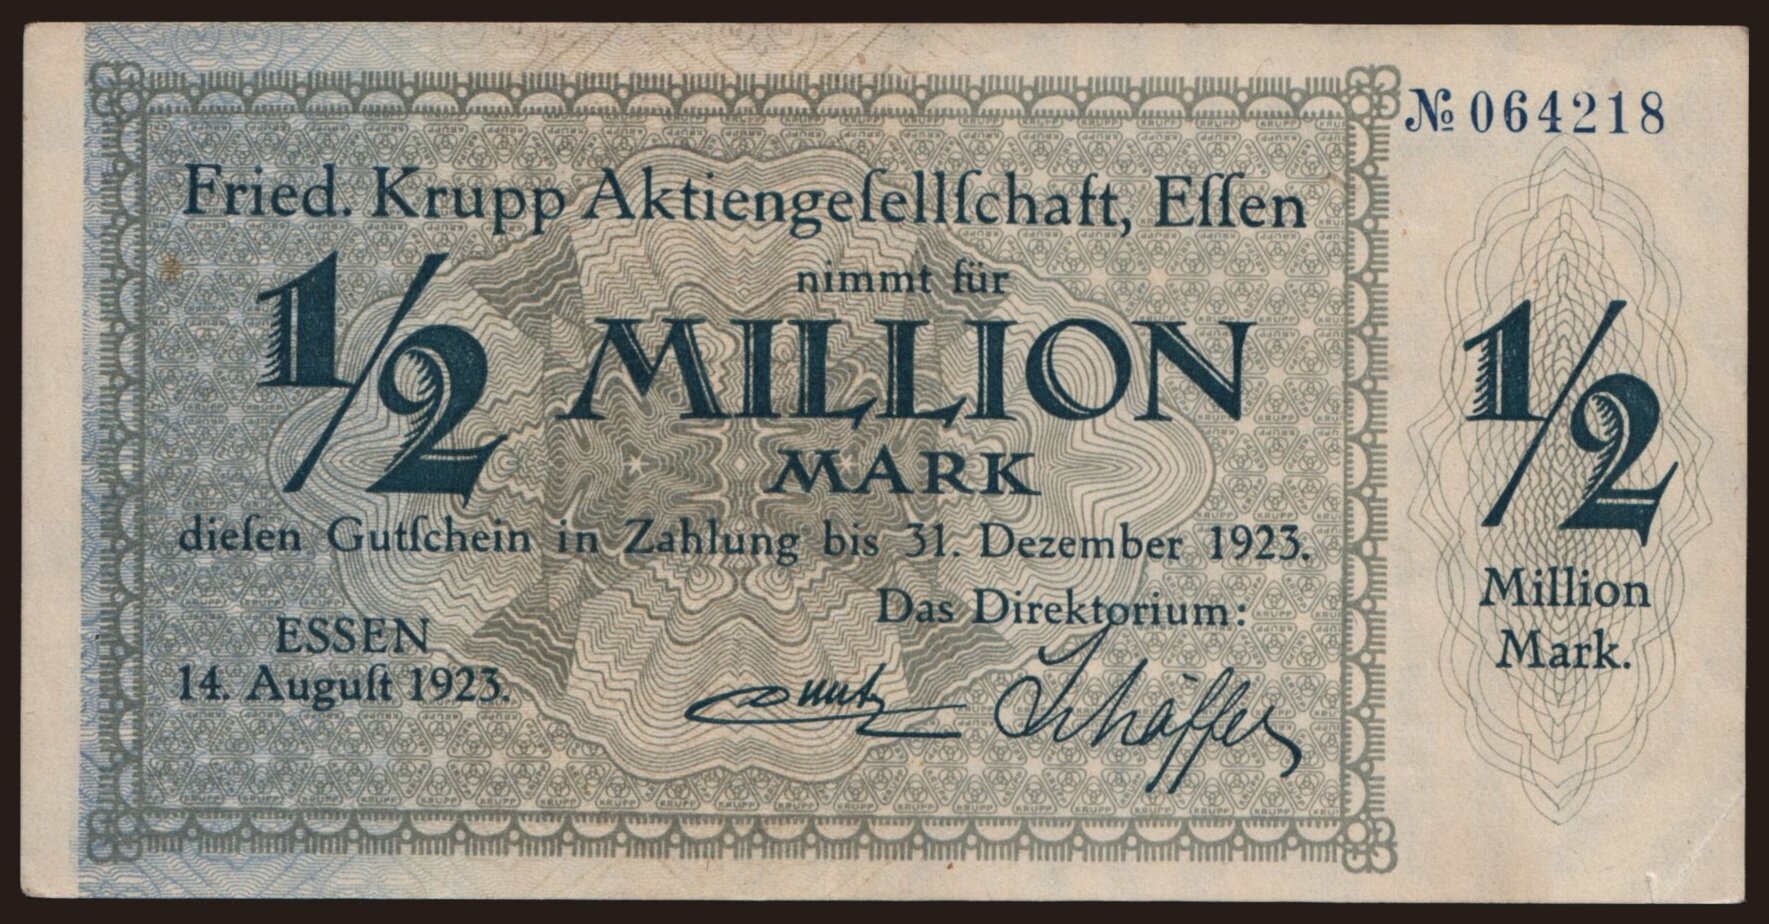 № 064218
Fried. Krupp Aktiengeſellſchaft, Eſſen
nimmt für
1/2 MILLION
MARK
dieſen Gutſchein in Zahlung bis 31. Dezember 1923.
Das Direktorium:
ESSEN
14. Auguſt 1923.
Schäffer
1/2
Million
Mark.